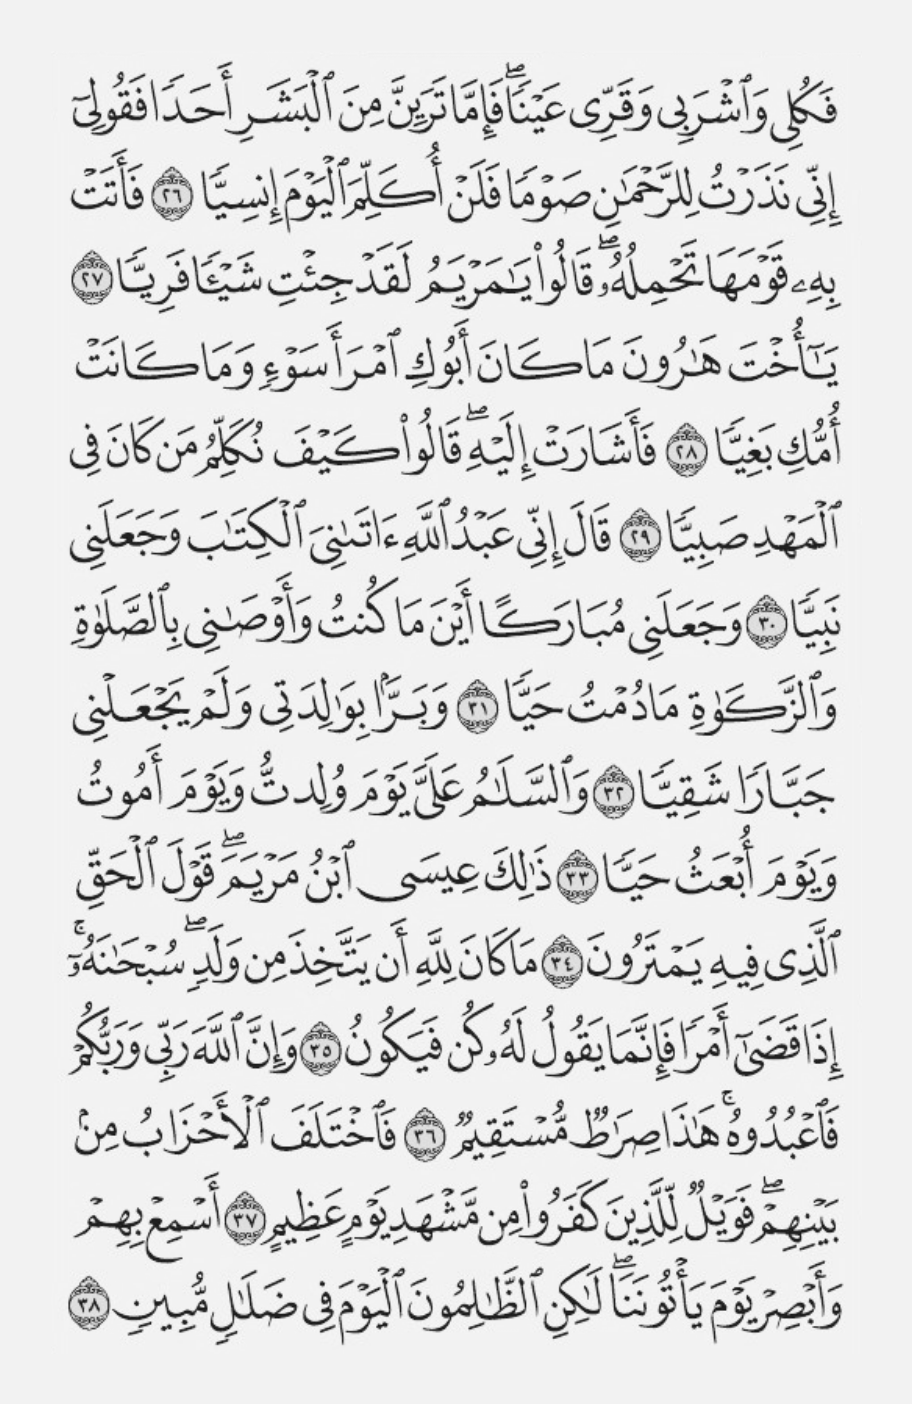 فَكُلِى وَٱشْرَبِى وَقَرِّى عَيْنًۭا ۖ فَإِمَّا تَرَيِنَّ مِنَ ٱلْبَشَرِ أَحَدًۭا فَقُولِىٓ
إِنِّى نَذَرْتُ لِلرَّحْمَـٰنِ صَوْمًۭا فَلَنْ أُكَلِّمَ ٱلْيَوْمَ إِنسِيًّۭا ٢٦ فَأَتَتْ
بِهِۦ قَوْمَهَا تَحْمِلُهُۥ ۖ قَالُوا۟ يَـٰمَرْيَمُ لَقَدْ جِئْتِ شَيْـًۭٔا فَرِيًّۭا ٢٧
يَـٰٓأُخْتَ هَـٰرُونَ مَا كَانَ أَبُوكِ ٱمْرَأَ سَوْءٍۢ وَمَا كَانَتْ
أُمُّكِ بَغِيًّۭا ٢٨ فَأَشَارَتْ إِلَيْهِ ۖ قَالُوا۟ كَيْفَ نُكَلِّمُ مَن كَانَ فِى
ٱلْمَهْدِ صَبِيًّۭا ٢٩ قَالَ إِنِّى عَبْدُ ٱللَّهِ ءَاتَىٰنِىَ ٱلْكِتَـٰبَ وَجَعَلَنِى
نَبِيًّۭا ٣٠ وَجَعَلَنِى مُبَارَكًا أَيْنَ مَا كُنتُ وَأَوْصَـٰنِى بِٱلصَّلَوٰةِ
وَٱلزَّكَوٰةِ مَا دُمْتُ حَيًّۭا ٣١ وَبَرًّۢا بِوَٰلِدَتِى وَلَمْ يَجْعَلْنِى
جَبَّارًۭا شَقِيًّۭا ٣٢ وَٱلسَّلَـٰمُ عَلَىَّ يَوْمَ وُلِدتُّ وَيَوْمَ أَمُوتُ
وَيَوْمَ أُبْعَثُ حَيًّۭا ٣٣ ذَٰلِكَ عِيسَى ٱبْنُ مَرْيَمَ ۖ قَوْلَ ٱلْحَقِّ
ٱلَّذِى فِيهِ يَمْتَرُونَ ٣٤ مَا كَانَ لِلَّهِ أَن يَتَّخِذَ مِن وَلَدٍۢ ۖ سُبْحَـٰنَهُۥٓ ۚ
إِذَا قَضَىٰٓ أَمْرًۭا فَإِنَّمَا يَقُولُ لَهُۥ كُن فَيَكُونُ ٣٥ وَإِنَّ ٱللَّهَ رَبِّى وَرَبُّكُمْ
فَٱعْبُدُوهُ ۚ هَـٰذَا صِرَٰطٌۭ مُّسْتَقِيمٌۭ ٣٦ فَٱخْتَلَفَ ٱلْأَحْزَابُ مِنۢ
بَيْنِهِمْ ۖ فَوَيْلٌۭ لِّلَّذِينَ كَفَرُوا۟ مِن مَّشْهَدِ يَوْمٍ عَظِيمٍ ٣٧ أَسْمِعْ بِهِمْ
وَأَبْصِرْ يَوْمَ يَأْتُونَنَا ۖ لَـٰكِنِ ٱلظَّـٰلِمُونَ ٱلْيَوْمَ فِى ضَلَـٰلٍۢ مُّبِينٍۢ ٣٨